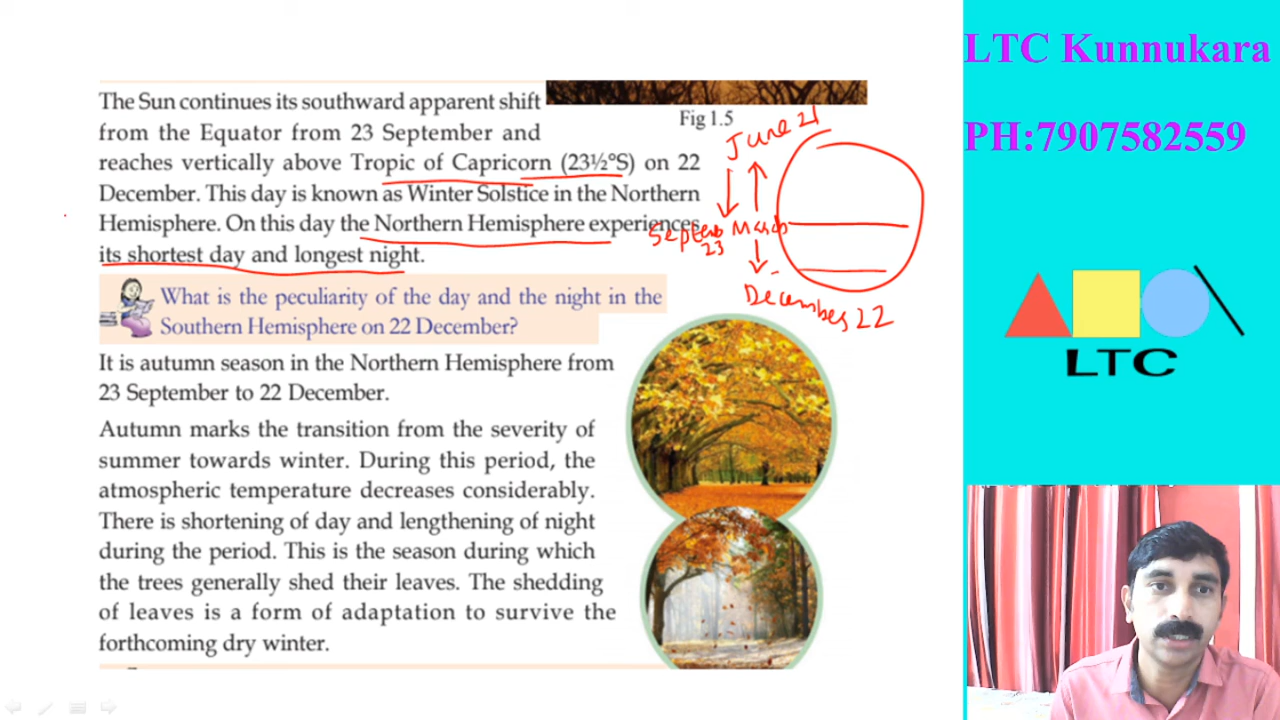 The Sun continues its southward apparent shift
from the Equator from 23 September and
reaches vertically above Tropic of Capricorn (23½°S) on 22
December. This day is known as Winter Solstice in the Northern
Hemisphere. On this day the Northern Hemisphere experiences
its shortest day and longest night.
What is the peculiarity of the day and the night in the
Southern Hemisphere on 22 December?
It is autumn season in the Northern Hemisphere from
23 September to 22 December.
Autumn marks the transition from the severity of
summer towards winter. During this period, the
atmospheric temperature decreases considerably.
There is shortening of day and lengthening of night
during the period. This is the season during which
the trees generally shed their leaves. The shedding
of leaves is a form of adaptation to survive the
forthcoming dry winter.
Fig 1.5
June 21
March
23
December 22
LTC Kunnukara
PH:7907582559
LTC